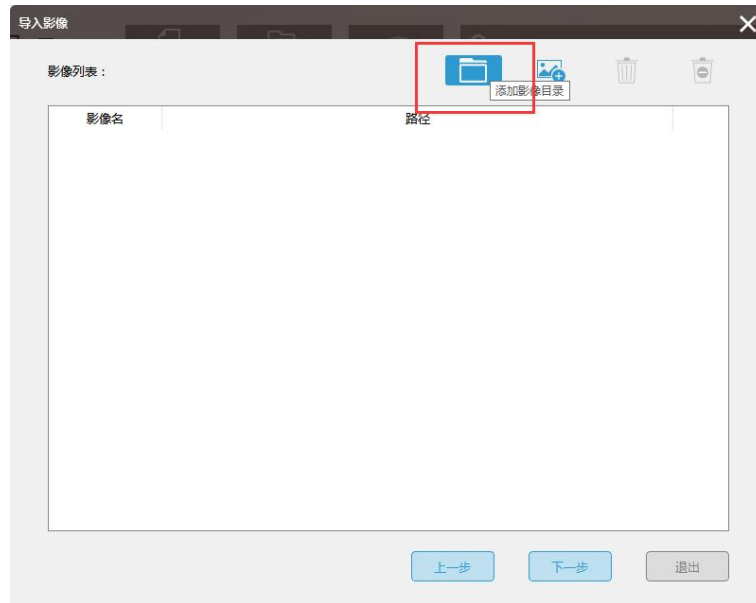 导入影像
影像列表：
添加影像目录
影像名 路径
上一步 下一步 退出